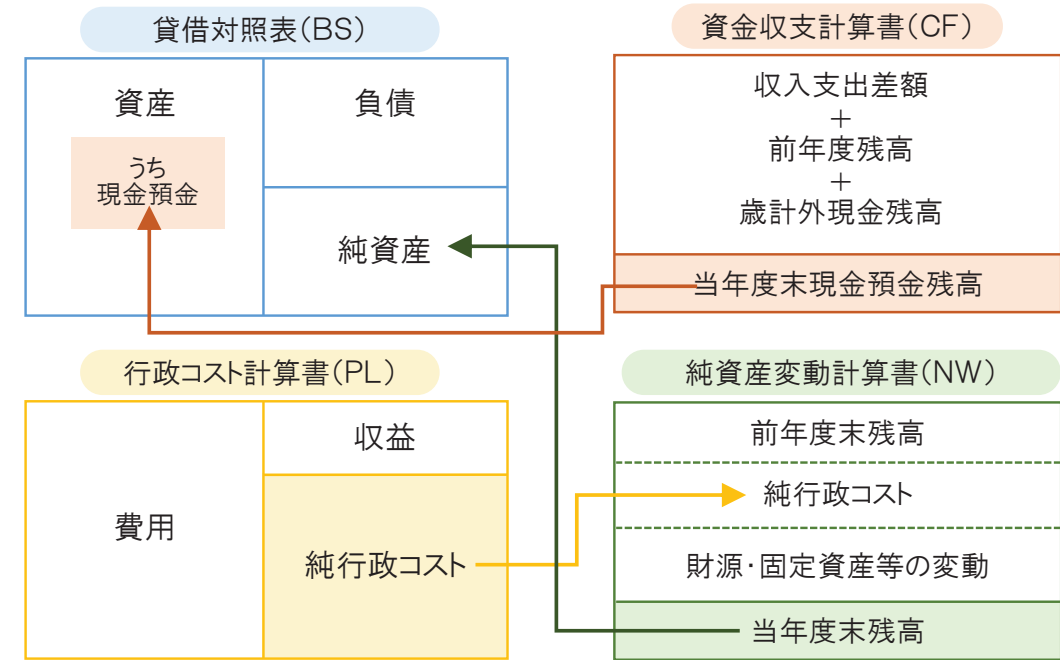 貸借対照表(BS)
資産
うち
現金預金
負債
純資産
資金収支計算書(CF)
収入支出差額
+
前年度残高
+
歳計外現金残高
当年度末現金預金残高
行政コスト計算書(PL)
費用
収益
純行政コスト
純資産変動計算書(NW)
前年度末残高
純行政コスト
財源・固定資産等の変動
当年度末残高